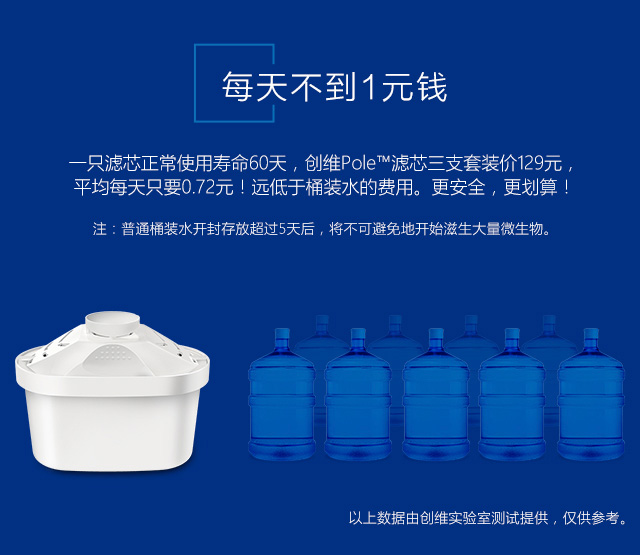 每天不到1元钱
一只滤芯正常使用寿命60天，创维Pole™滤芯三支套装价129元，
平均每天只要0.72元！远低于桶装水的费用。更安全，更划算！
注：普通桶装水开封存放超过5天后，将不可避免地开始滋生大量微生物。
以上数据由创维实验室测试提供，仅供参考。